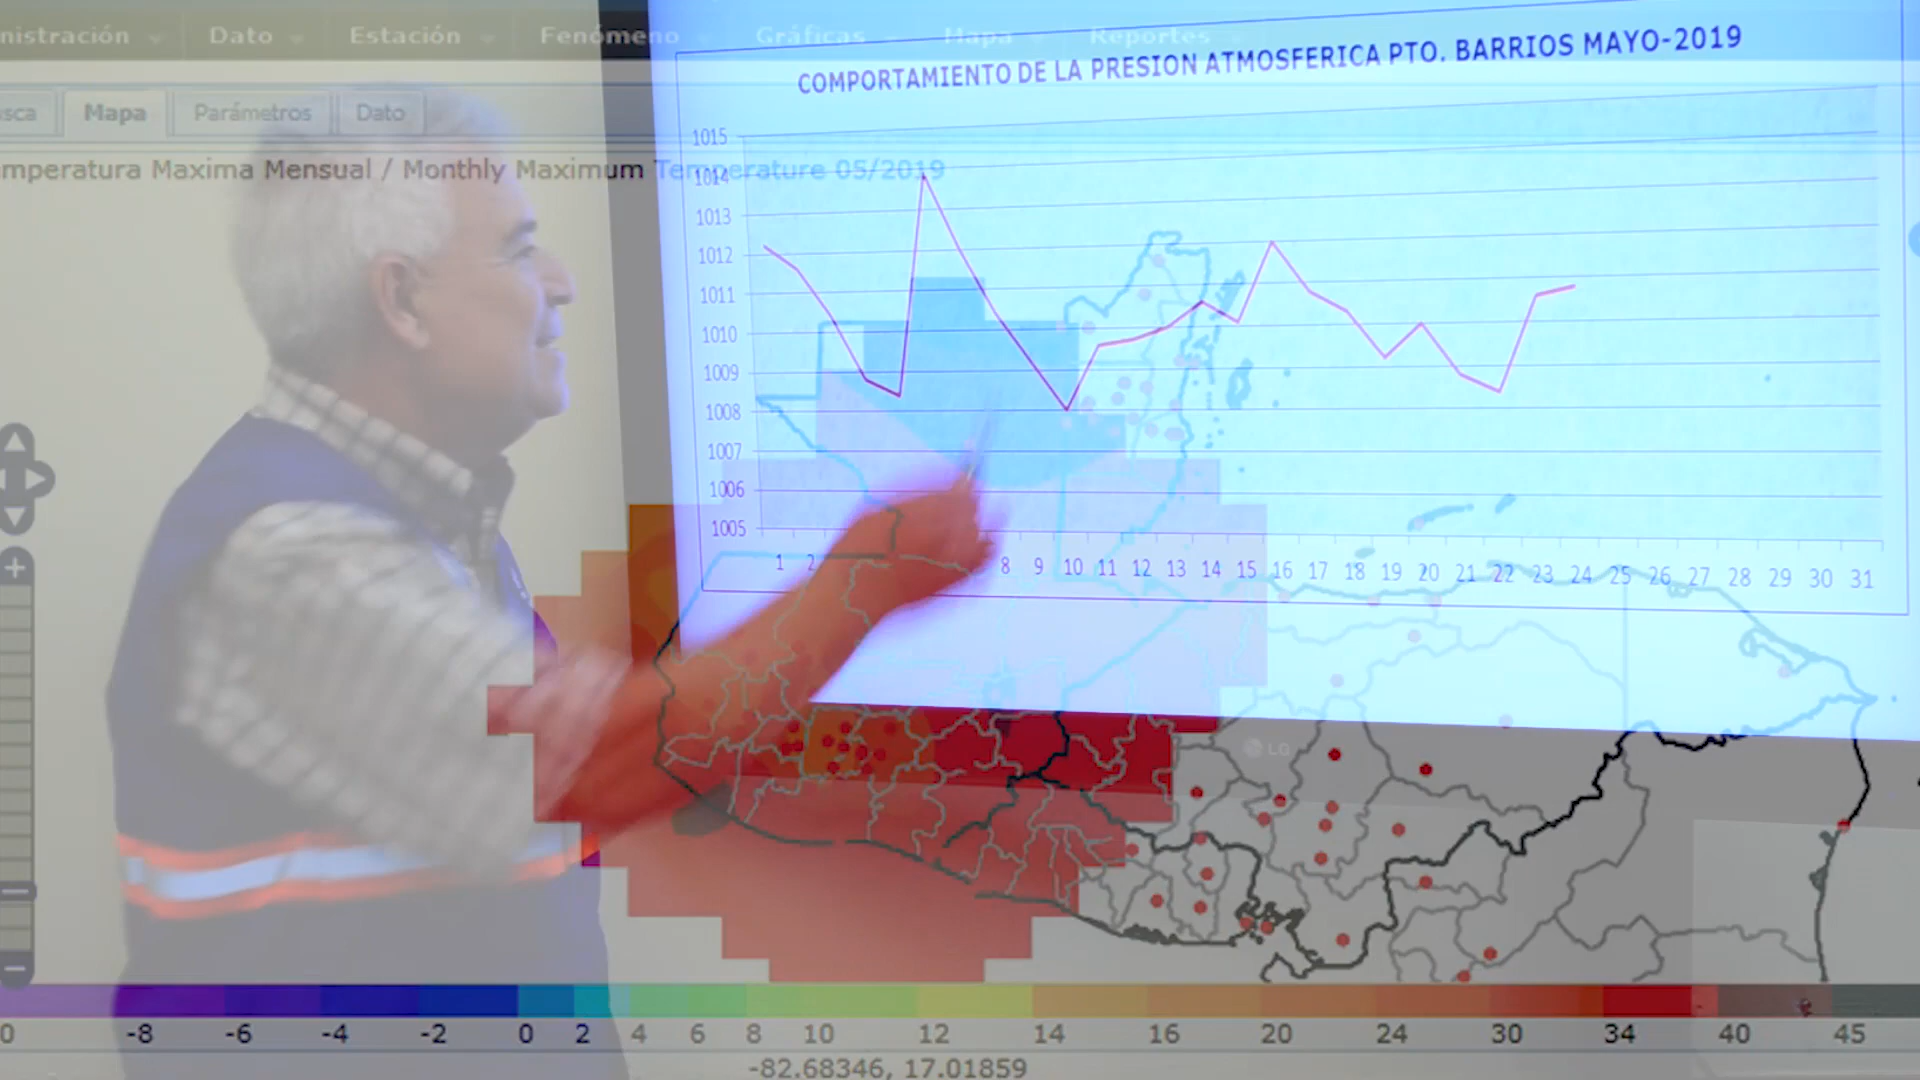 nistración Dato Estación Fenómeno Gráficas Mapa Reportes
COMPORTAMIENTO DE LA PRESION ATMOSFERICA PTO. BARRIOS MAYO-2019
sca Mapa Parámetros Dato
mperatura Maxima Mensual / Monthly Maximum Temperature 05/2019
1015
1014
1013
1012
1011
1010
1009
1008
1007
1006
1005
1 2 8 9 10 11 12 13 14 15 16 17 18 19 20 21 22 23 24 25 26 27 28 29 30 31
LG
0 -8 -6 -4 -2 0 2 4 6 8 10 12 14 16 20 24 30 34 40 45
-82.68346, 17.01859